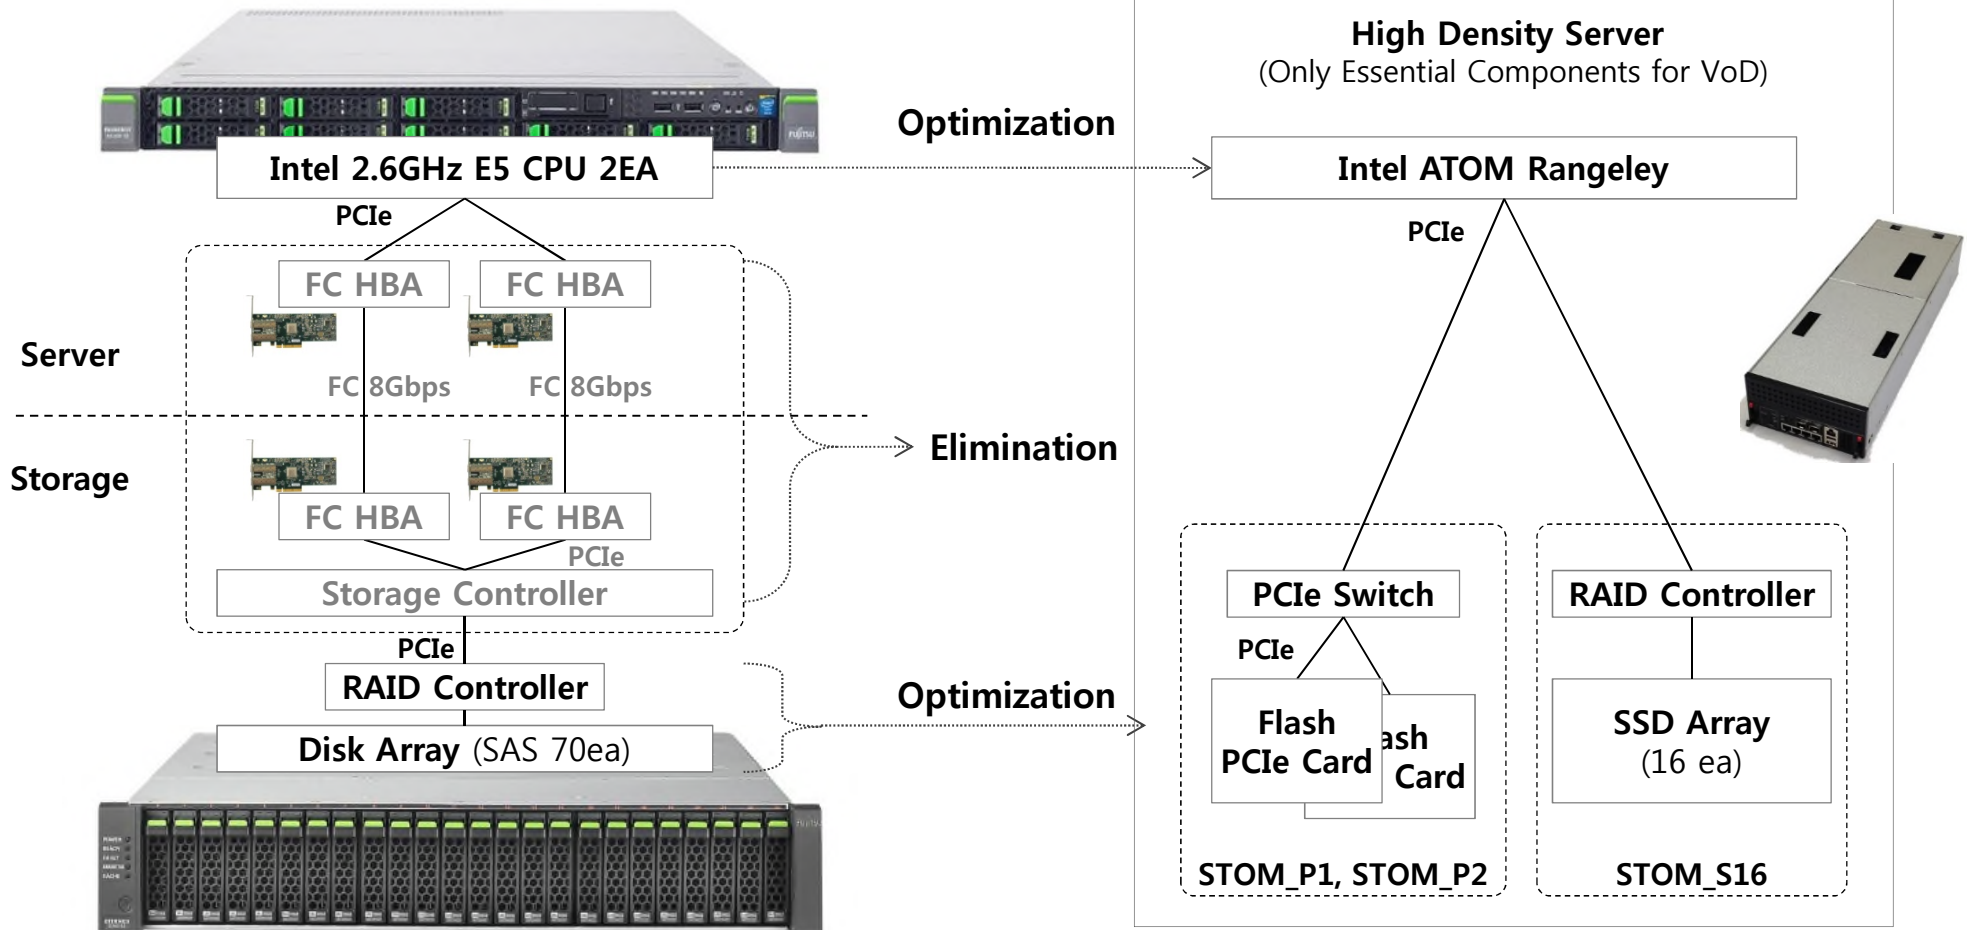 High Density Server
(Only Essential Components for VoD)
Optimization
Intel 2.6GHz E5 CPU 2EA
Intel ATOM Rangeley
PCIe
PCIe
FC HBA
FC HBA
Server
FC 8Gbps
FC 8Gbps
Elimination
Storage
FC HBA
FC HBA
PCIe
Storage Controller
PCIe
RAID Controller
Optimization
Disk Array (SAS 70ea)
PCIe Switch
RAID Controller
PCIe
Flash
PCIe Card
ash
Card
SSD Array
(16 ea)
STOM_P1, STOM_P2
STOM_S16
FUJITSU